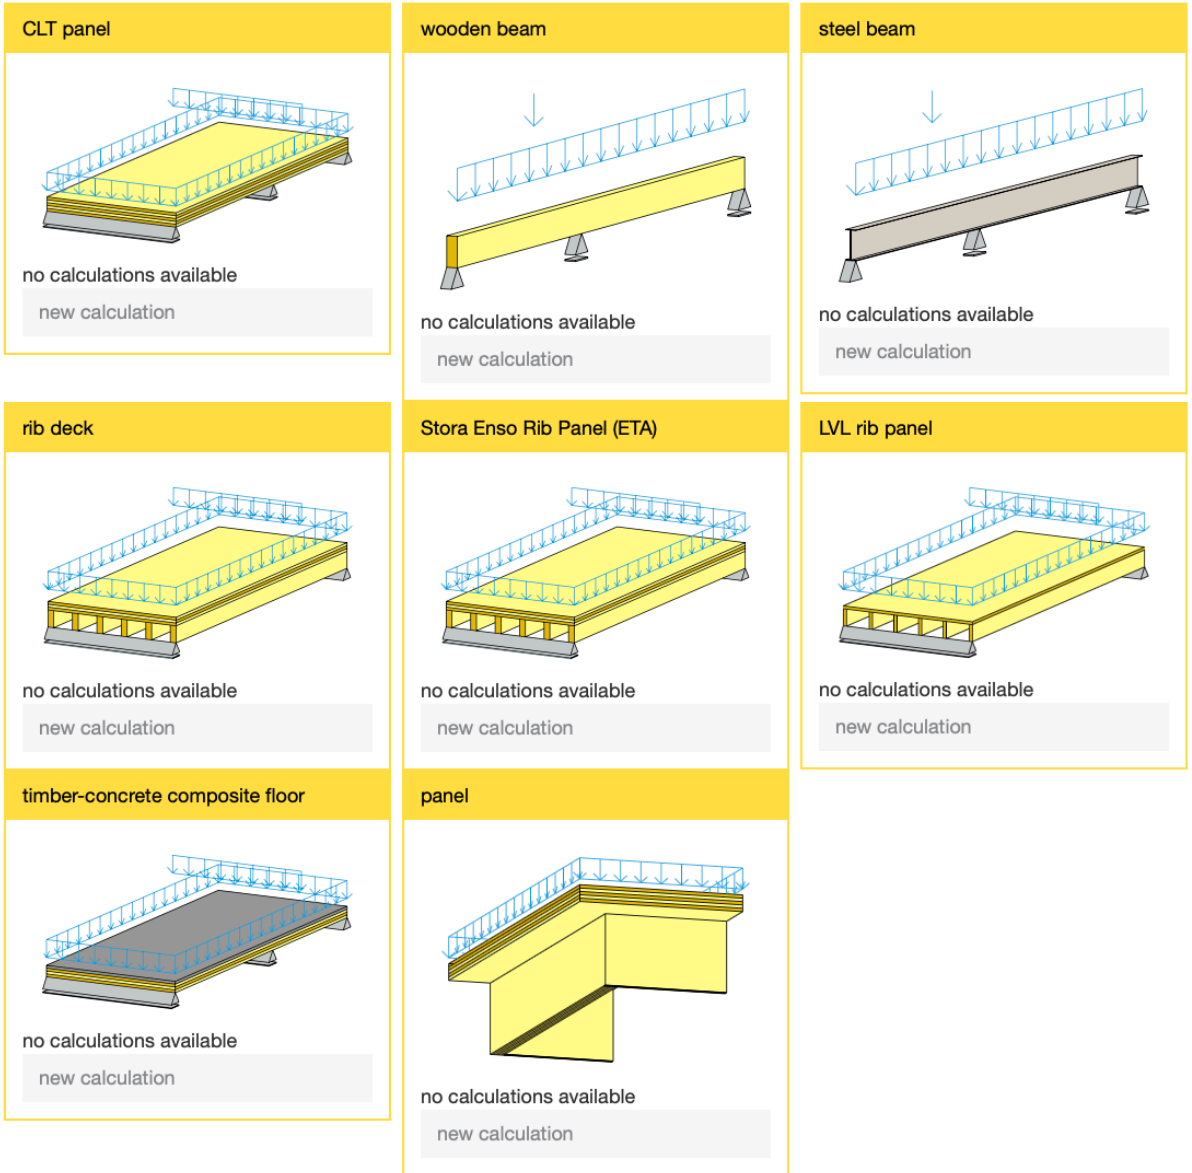 CLT panel
no calculations available
new calculation
wooden beam
no calculations available
new calculation
steel beam
no calculations available
new calculation
rib deck
no calculations available
new calculation
Stora Enso Rib Panel (ETA)
no calculations available
new calculation
LVL rib panel
no calculations available
new calculation
timber-concrete composite floor
no calculations available
new calculation
panel
no calculations available
new calculation